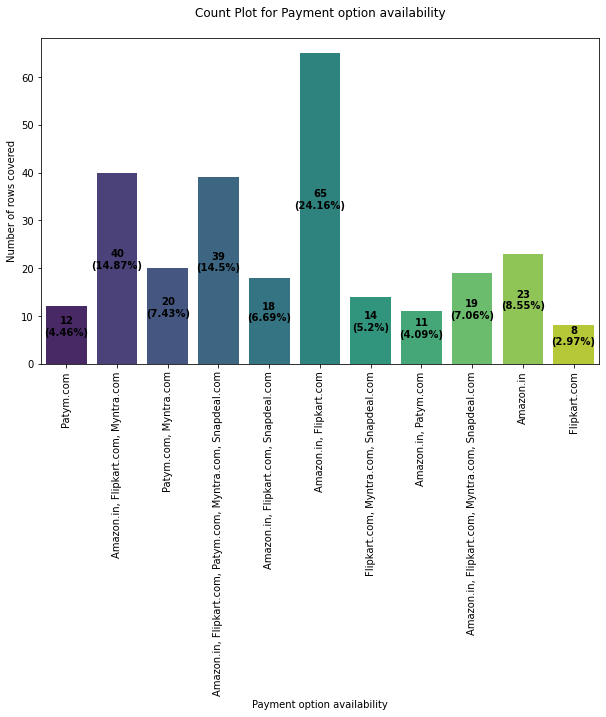 Count Plot for Payment option availability
Number of rows covered
60
50
40
30
20
10
0
12
(4.46%)
40
(14.87%)
20
(7.43%)
39
(14.5%)
18
(6.69%)
65
(24.16%)
14
(5.2%)
11
(4.09%)
19
(7.06%)
23
(8.55%)
8
(2.97%)
Patym.com
Amazon.in, Flipkart.com, Myntra.com
Patym.com, Myntra.com
Amazon.in, Flipkart.com, Patym.com, Myntra.com, Snapdeal.com
Amazon.in, Flipkart.com, Snapdeal.com
Amazon.in, Flipkart.com
Flipkart.com, Myntra.com, Snapdeal.com
Amazon.in, Patym.com
Amazon.in, Flipkart.com, Myntra.com, Snapdeal.com
Amazon.in
Flipkart.com
Payment option availability